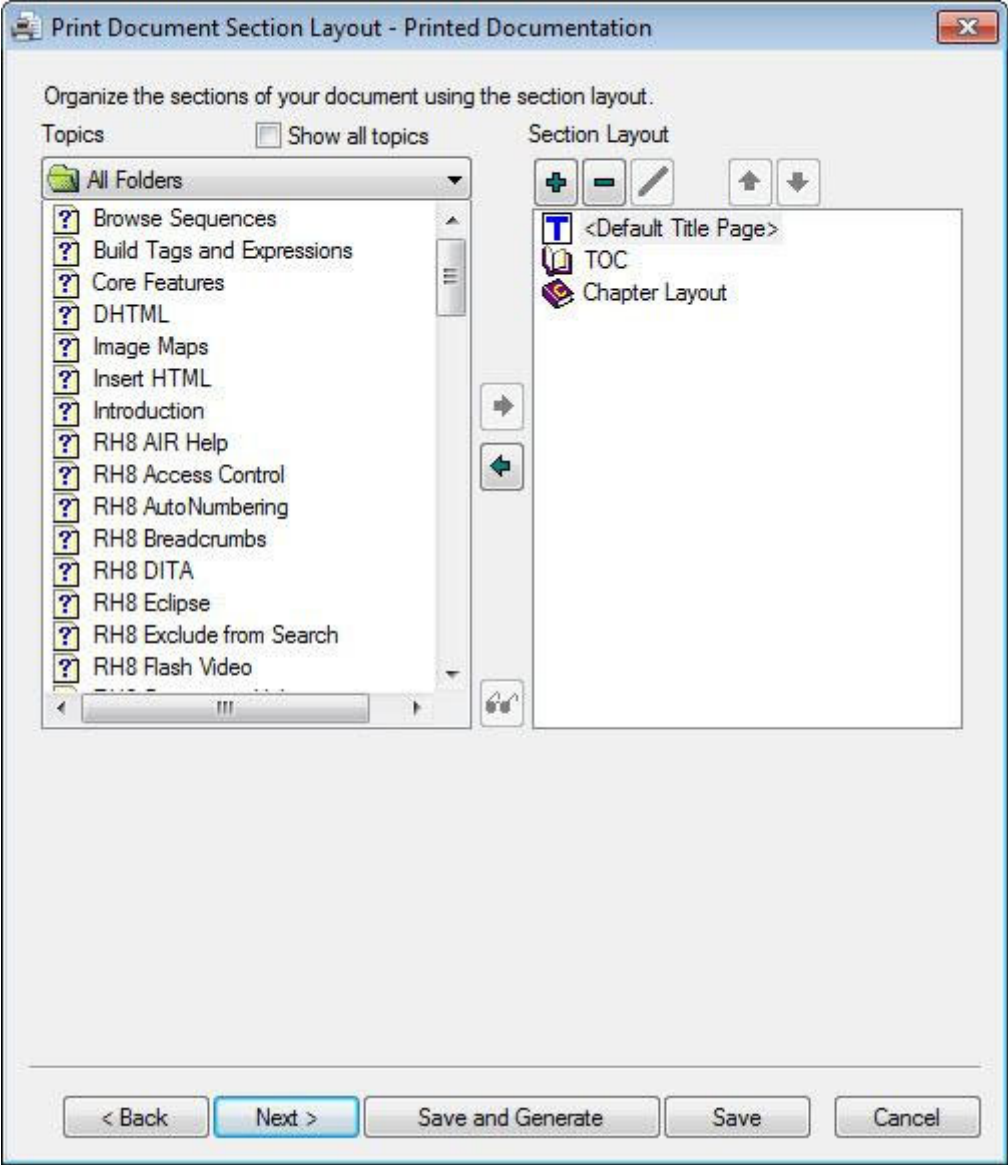 Print Document Section Layout - Printed Documentation
Organize the sections of your document using the section layout.
Topics
Show all topics
All Folders
Browse Sequences
Build Tags and Expressions
Core Features
DHTML
Image Maps
Insert HTML
Introduction
RH8 AIR Help
RH8 Access Control
RH8 AutoNumbering
RH8 Breadcrumbs
RH8 DITA
RH8 Eclipse
RH8 Exclude from Search
RH8 Flash Video
Section Layout
<Default Title Page>
TOC
Chapter Layout
< Back
Next >
Save and Generate
Save
Cancel